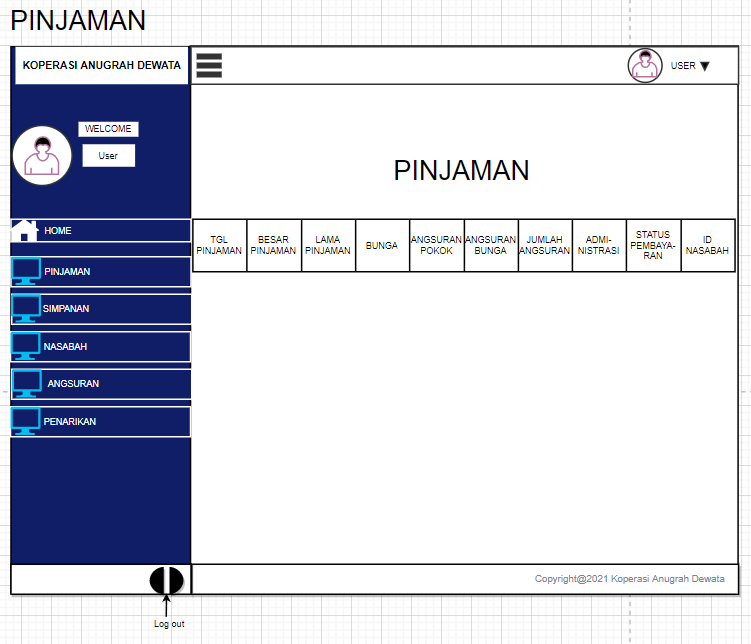 PINJAMAN
KOPERASI ANUGRAH DEWATA
USER
WELCOME
User
PINJAMAN
HOME
PINJAMAN
SIMPANAN
NASABAH
ANGSURAN
PENARIKAN
TGL
PINJAMAN
BESAR
PINJAMAN
LAMA
PINJAMAN
BUNGA
ANGSURAN
POKOK
ANGSURAN
BUNGA
JUMLAH
ANGSURAN
ADMI-
NISTRASI
STATUS
PEMBAYA-
RAN
ID
NASABAH
Copyright@2021 Koperasi Anugrah Dewata
Log out